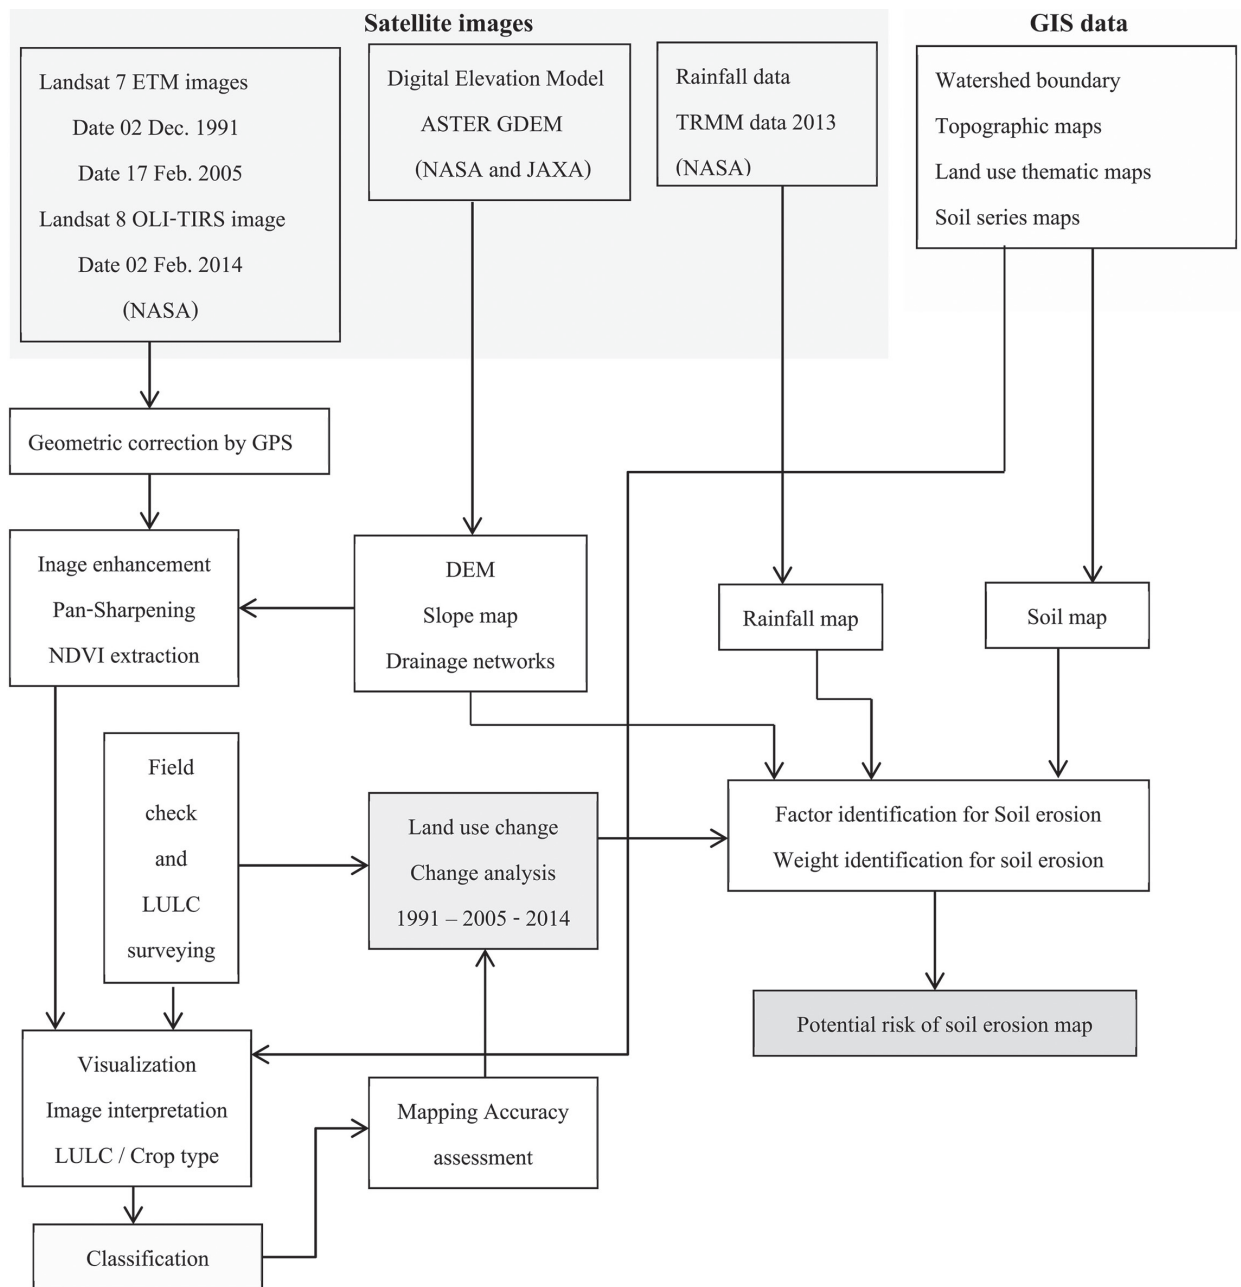 Satellite images
GIS data
Landsat 7 ETM images
Date 02 Dec. 1991
Date 17 Feb. 2005
Landsat 8 OLI-TIRS image
Date 02 Feb. 2014
(NASA)
Digital Elevation Model
ASTER GDEM
(NASA and JAXA)
Rainfall data
TRMM data 2013
(NASA)
Watershed boundary
Topographic maps
Land use thematic maps
Soil series maps
Geometric correction by GPS
Inage enhancement
Pan-Sharpening
NDVI extraction
DEM
Slope map
Drainage networks
Rainfall map
Soil map
Field
check
and
LULC
surveying
Land use change
Change analysis
1991 – 2005 - 2014
Factor identification for Soil erosion
Weight identification for soil erosion
Potential risk of soil erosion map
Visualization
Image interpretation
LULC / Crop type
Mapping Accuracy
assessment
Classification